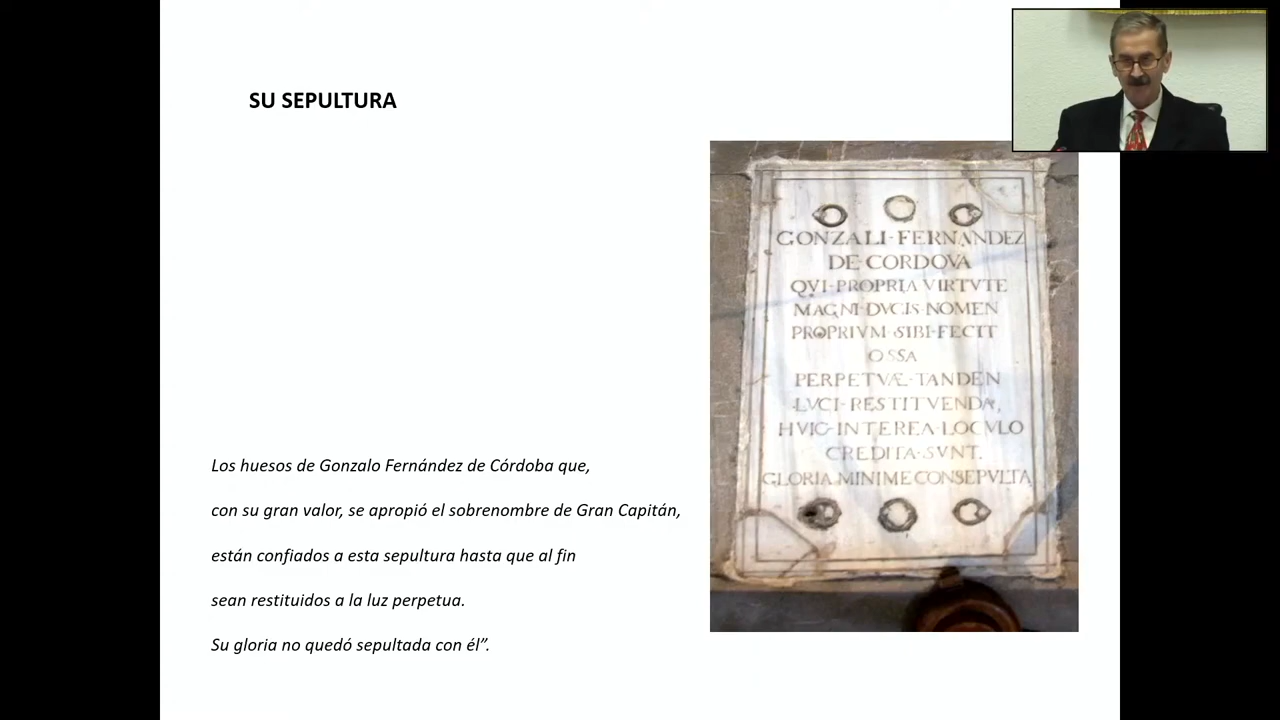 SU SEPULTURA
GONZALI·FERNANDEZ
DE·CORDOVA
QVI·PROPRIA VIRTVTE
MAGNI·DVCIS·NOMEN
PROPRIVM·SIBI·FECIT
OSSA
PERPETVÆ·TANDEN
LVCI·RESTITVENDA,
HVIC·INTEREA·LOCVLO
CREDITA·SVNT.
GLORIA MINIME CONSEPVLTA
Los huesos de Gonzalo Fernández de Córdoba que,
con su gran valor, se apropió el sobrenombre de Gran Capitán,
están confiados a esta sepultura hasta que al fin
sean restituidos a la luz perpetua.
Su gloria no quedó sepultada con él”.